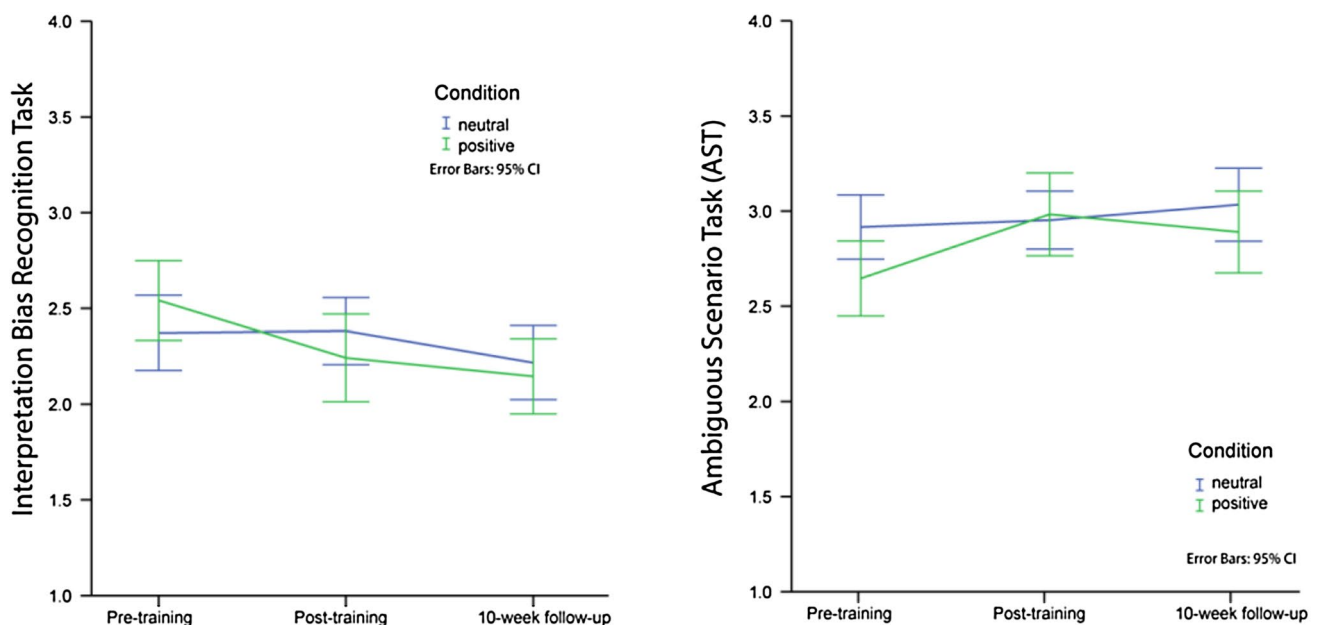 Interpretation Bias Recognition Task
4.0
3.5
3.0
2.5
2.0
1.5
1.0
Condition
neutral
positive
Error Bars: 95% CI
Pre-training
Post-training
10-week follow-up
Ambiguous Scenario Task (AST)
4.0
3.5
3.0
2.5
2.0
1.5
1.0
Condition
neutral
positive
Error Bars: 95% CI
Pre-training
Post-training
10-week follow-up